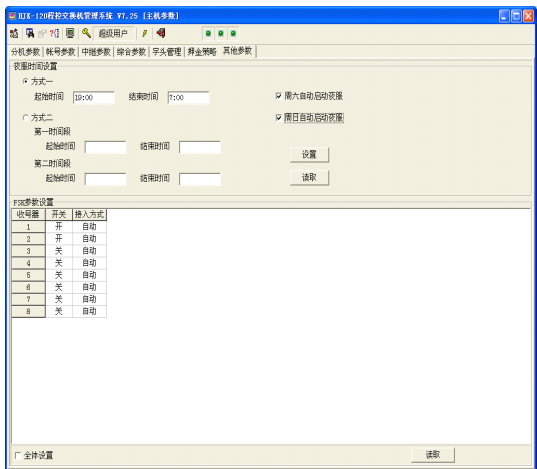 HJK-120程控交换机管理系统 V7.25 [主机参数]
超级用户
分机参数 帐号参数 中继参数 综合参数 字头管理 押金策略 其他参数
夜服时间设置
方式一
起始时间 19:00 结束时间 7:00 周六自动启动夜服
方式二 周日自动启动夜服
第一时间段
起始时间 结束时间
设置
第二时间段
起始时间 结束时间 读取
FSK参数设置
收号器 开关 接入方式
1 开 自动
2 开 自动
3 关 自动
4 关 自动
5 关 自动
6 关 自动
7 关 自动
8 关 自动
全体设置 读取